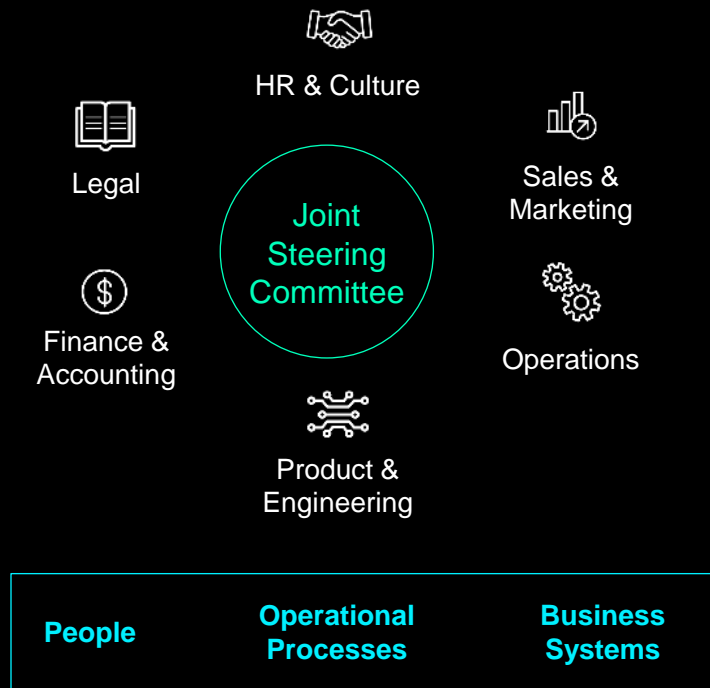 HR & Culture
Legal
Sales &
Marketing
Joint
Steering
Committee
Finance &
Accounting
Operations
Product &
Engineering
People
Operational
Processes
Business
Systems